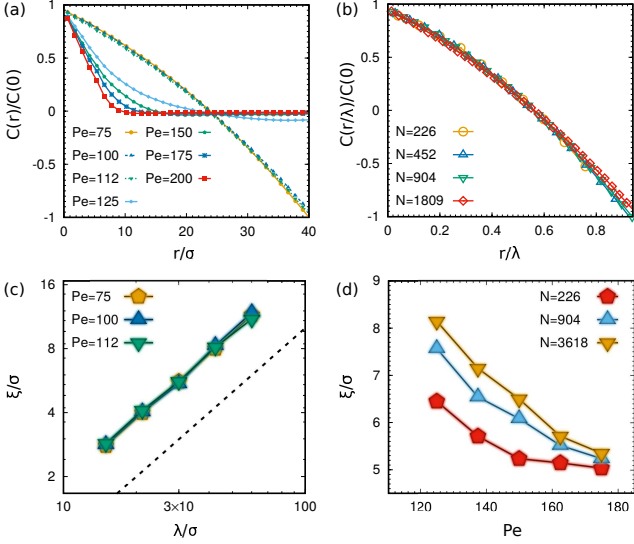 (a)
C(r)/C(0)
1
0.5
0
-0.5
-1
Pe=75
Pe=100
Pe=112
Pe=125
Pe=150
Pe=175
Pe=200
0
10
20
30
40
r/σ
(b)
C(r/λ)/C(0)
1
0.5
0
-0.5
-1
N=226
N=452
N=904
N=1809
0
0.2
0.4
0.6
0.8
r/λ
(c)
ξ/σ
16
8
4
2
Pe=75
Pe=100
Pe=112
10
3×10
100
λ/σ
(d)
ξ/σ
9
8
7
6
5
N=226
N=904
N=3618
120
140
160
180
Pe